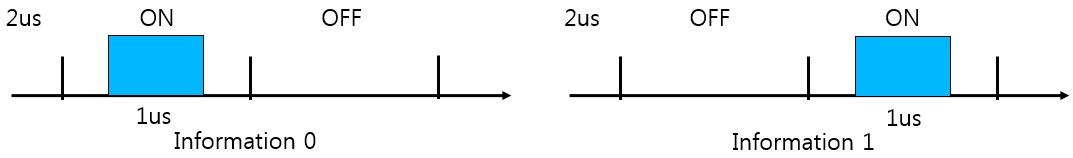 2us ON OFF
1us
Information 0
2us OFF ON
1us
Information 1